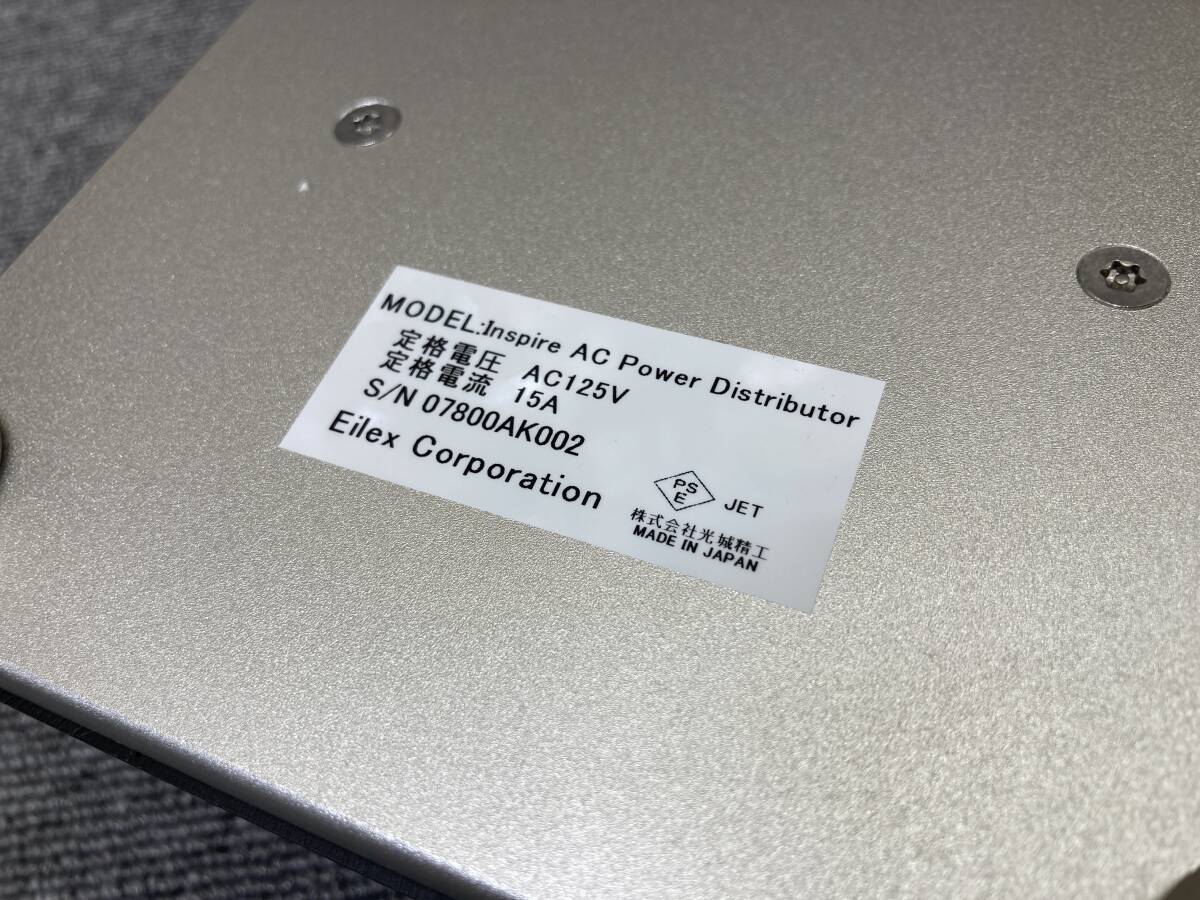 MODEL:Inspire AC Power Distributor
定格電圧 AC125V
定格電流 15A
S/N 07800AK002
Eilex Corporation
PS
E
JET
株式会社光城精工
MADE IN JAPAN